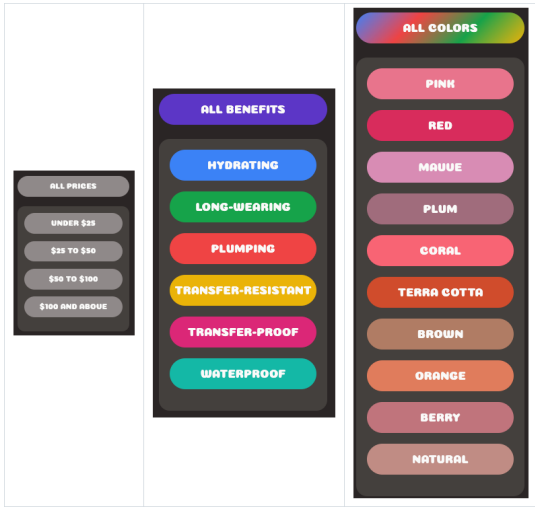 ALL PRICES
UNDER $25
$25 TO $50
$50 TO $100
$100 AND ABOVE
ALL BENEFITS
HYDRATING
LONG-WEARING
PLUMPING
TRANSFER-RESISTANT
TRANSFER-PROOF
WATERPROOF
ALL COLORS
PINK
RED
MAUVE
PLUM
CORAL
TERRA COTTA
BROWN
ORANGE
BERRY
NATURAL